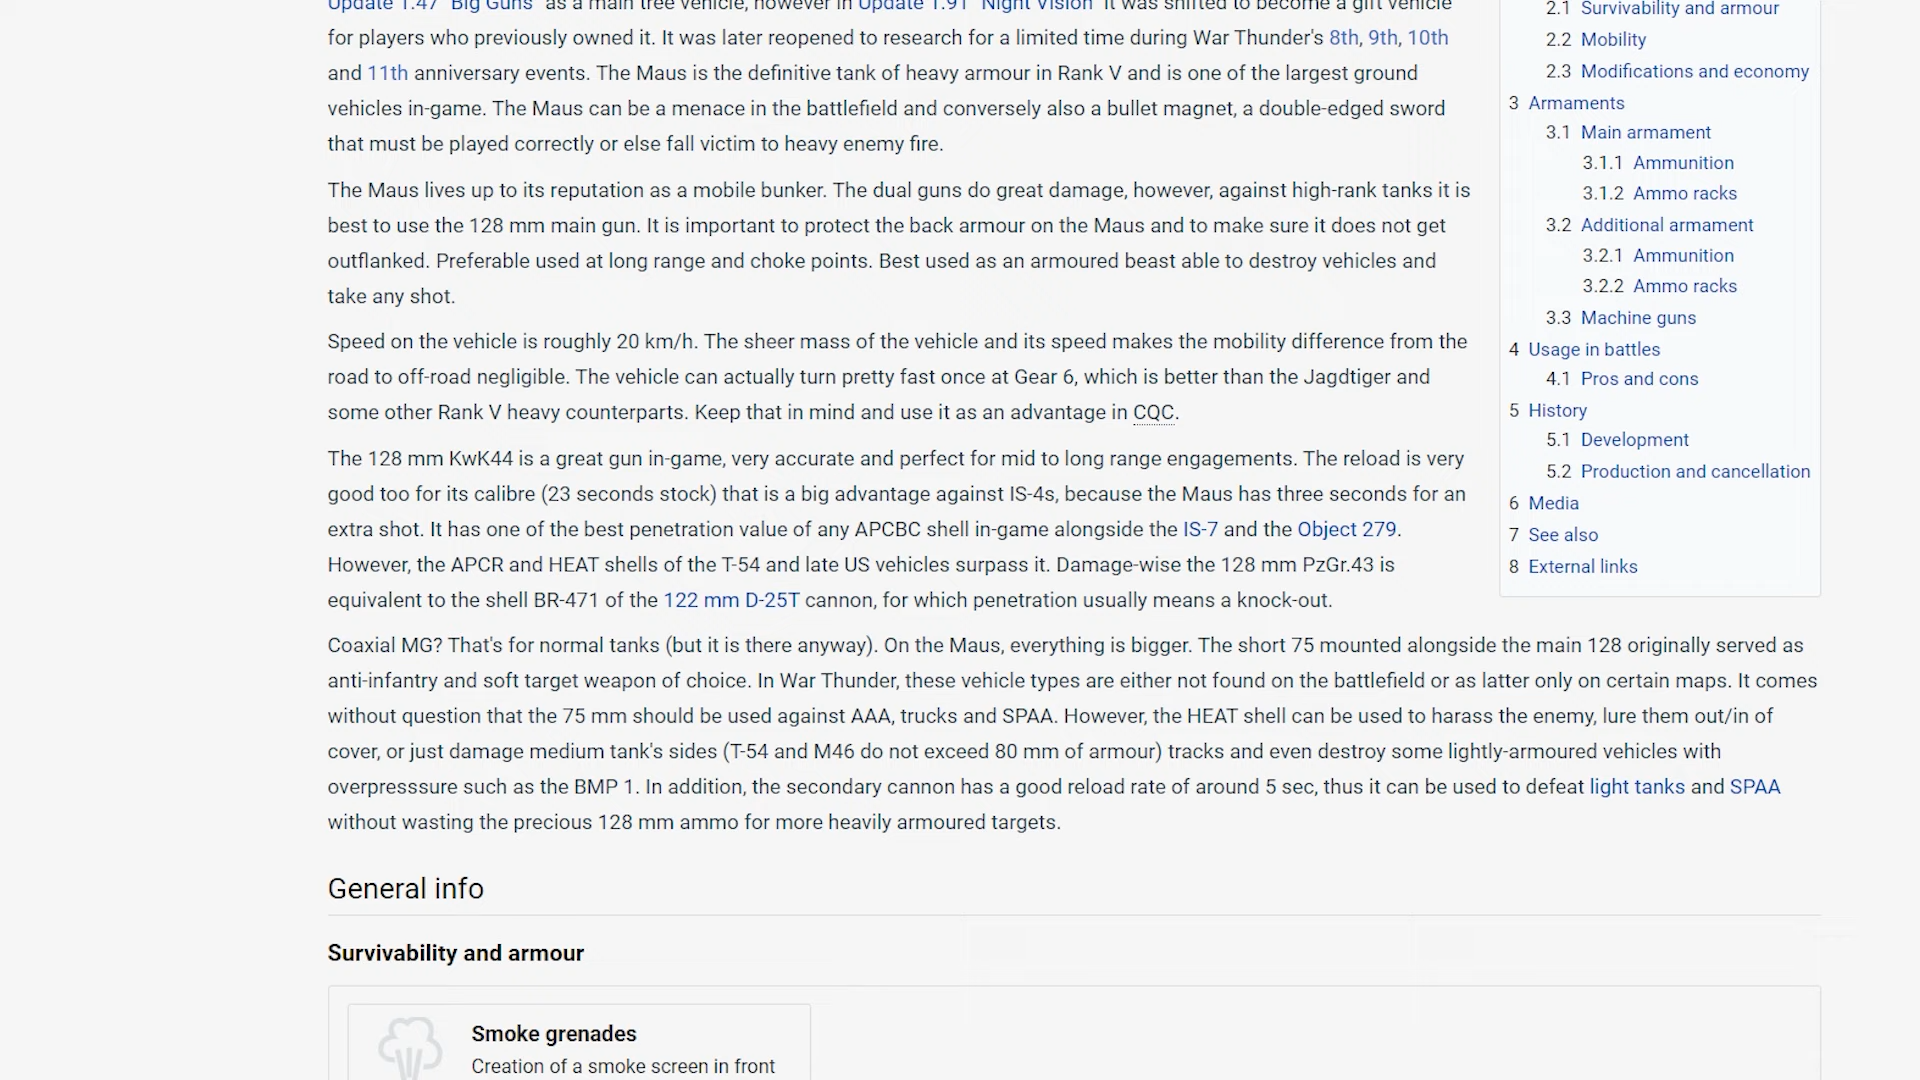 Update 1.47 "Big Guns" as a main tree vehicle, however in Update 1.91 "Night Vision" it was shifted to become a gift vehicle
for players who previously owned it. It was later reopened to research for a limited time during War Thunder's 8th, 9th, 10th
and 11th anniversary events. The Maus is the definitive tank of heavy armour in Rank V and is one of the largest ground
vehicles in-game. The Maus can be a menace in the battlefield and conversely also a bullet magnet, a double-edged sword
that must be played correctly or else fall victim to heavy enemy fire.
The Maus lives up to its reputation as a mobile bunker. The dual guns do great damage, however, against high-rank tanks it is
best to use the 128 mm main gun. It is important to protect the back armour on the Maus and to make sure it does not get
outflanked. Preferable used at long range and choke points. Best used as an armoured beast able to destroy vehicles and
take any shot.
Speed on the vehicle is roughly 20 km/h. The sheer mass of the vehicle and its speed makes the mobility difference from the
road to off-road negligible. The vehicle can actually turn pretty fast once at Gear 6, which is better than the Jagdtiger and
some other Rank V heavy counterparts. Keep that in mind and use it as an advantage in CQC.
The 128 mm KwK44 is a great gun in-game, very accurate and perfect for mid to long range engagements. The reload is very
good too for its calibre (23 seconds stock) that is a big advantage against IS-4s, because the Maus has three seconds for an
extra shot. It has one of the best penetration value of any APCBC shell in-game alongside the IS-7 and the Object 279.
However, the APCR and HEAT shells of the T-54 and late US vehicles surpass it. Damage-wise the 128 mm PzGr.43 is
equivalent to the shell BR-471 of the 122 mm D-25T cannon, for which penetration usually means a knock-out.
Coaxial MG? That's for normal tanks (but it is there anyway). On the Maus, everything is bigger. The short 75 mounted alongside the main 128 originally served as
anti-infantry and soft target weapon of choice. In War Thunder, these vehicle types are either not found on the battlefield or as latter only on certain maps. It comes
without question that the 75 mm should be used against AAA, trucks and SPAA. However, the HEAT shell can be used to harass the enemy, lure them out/in of
cover, or just damage medium tank's sides (T-54 and M46 do not exceed 80 mm of armour) tracks and even destroy some lightly-armoured vehicles with
overpresssure such as the BMP 1. In addition, the secondary cannon has a good reload rate of around 5 sec, thus it can be used to defeat light tanks and SPAA
without wasting the precious 128 mm ammo for more heavily armoured targets.
General info
Survivability and armour
Smoke grenades
Creation of a smoke screen in front
2.1 Survivability and armour
2.2 Mobility
2.3 Modifications and economy
3 Armaments
3.1 Main armament
3.1.1 Ammunition
3.1.2 Ammo racks
3.2 Additional armament
3.2.1 Ammunition
3.2.2 Ammo racks
3.3 Machine guns
4 Usage in battles
4.1 Pros and cons
5 History
5.1 Development
5.2 Production and cancellation
6 Media
7 See also
8 External links